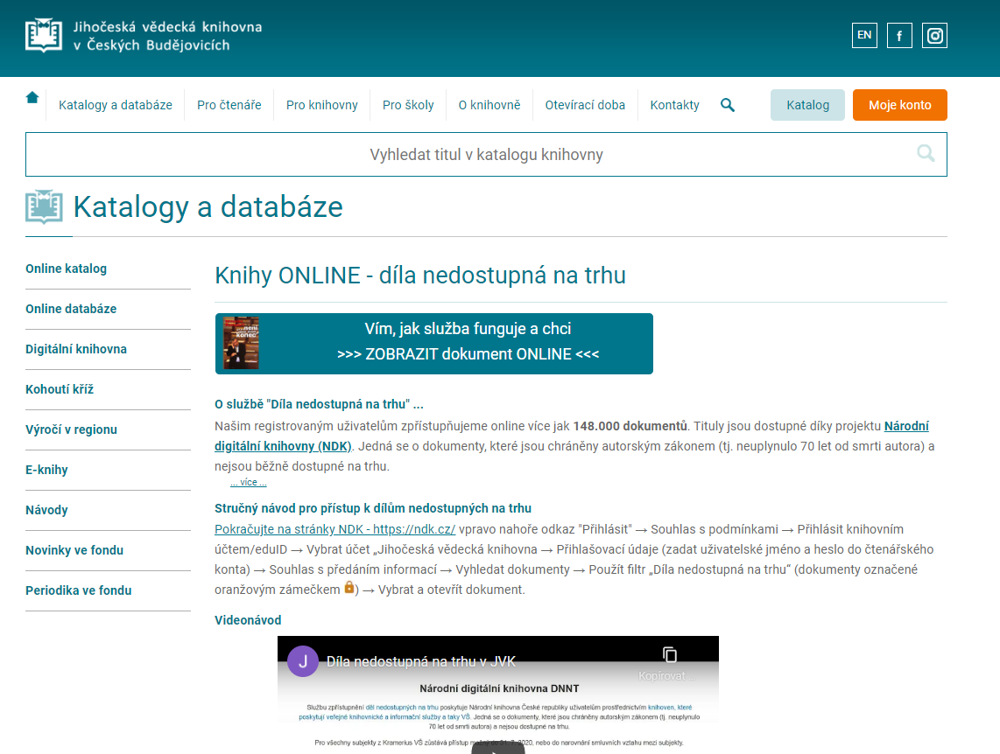 Jihočeská vědecká knihovna
v Českých Budějovicích
EN
f
Katalogy a databáze
Pro čtenáře
Pro knihovny
Pro školy
O knihovně
Otevírací doba
Kontakty
Katalog
Moje konto
Vyhledat titul v katalogu knihovny
Katalogy a databáze
Online katalog
Online databáze
Digitální knihovna
Kohoutí kříž
Výročí v regionu
E-knihy
Návody
Novinky ve fondu
Periodika ve fondu
Knihy ONLINE - díla nedostupná na trhu
není
konec
Vím, jak služba funguje a chci
>>> ZOBRAZIT dokument ONLINE <<<
O službě "Díla nedostupná na trhu" ...
Našim registrovaným uživatelům zpřístupňujeme online více jak 148.000 dokumentů. Tituly jsou dostupné díky projektu Národní
digitální knihovny (NDK). Jedná se o dokumenty, které jsou chráněny autorským zákonem (tj. neuplynulo 70 let od smrti autora) a
nejsou běžně dostupné na trhu.
... více ...
Stručný návod pro přístup k dílům nedostupných na trhu
Pokračujte na stránky NDK - https://ndk.cz/ vpravo nahoře odkaz "Přihlásit" → Souhlas s podmínkami → Přihlásit knihovním
účtem/eduID → Vybrat účet „Jihočeská vědecká knihovna → Přihlašovací údaje (zadat uživatelské jméno a heslo do čtenářského
konta) → Souhlas s předáním informací → Vyhledat dokumenty → Použít filtr „Díla nedostupná na trhu“ (dokumenty označené
oranžovým zámečkem ) → Vybrat a otevřít dokument.
Videonávod
J
Díla nedostupná na trhu v JVK
Kopírovat...
Národní digitální knihovna DNNT
Službu zpřístupnění děl nedostupných na trhu poskytuje Národní knihovna České republiky uživatelům prostřednictvím knihoven, které
poskytují veřejné knihovnické a informační služby a taky VŠ. Jedná se o dokumenty, které jsou chráněny autorským zákonem (tj. neuplynulo
70 let od smrti autora) a nejsou dostupné na trhu.
Pro všechny subjekty z Kramerius VŠ zůstává přístup možný do 31. 2020, nebo do narování smluvních vztahu mezi subjekty.